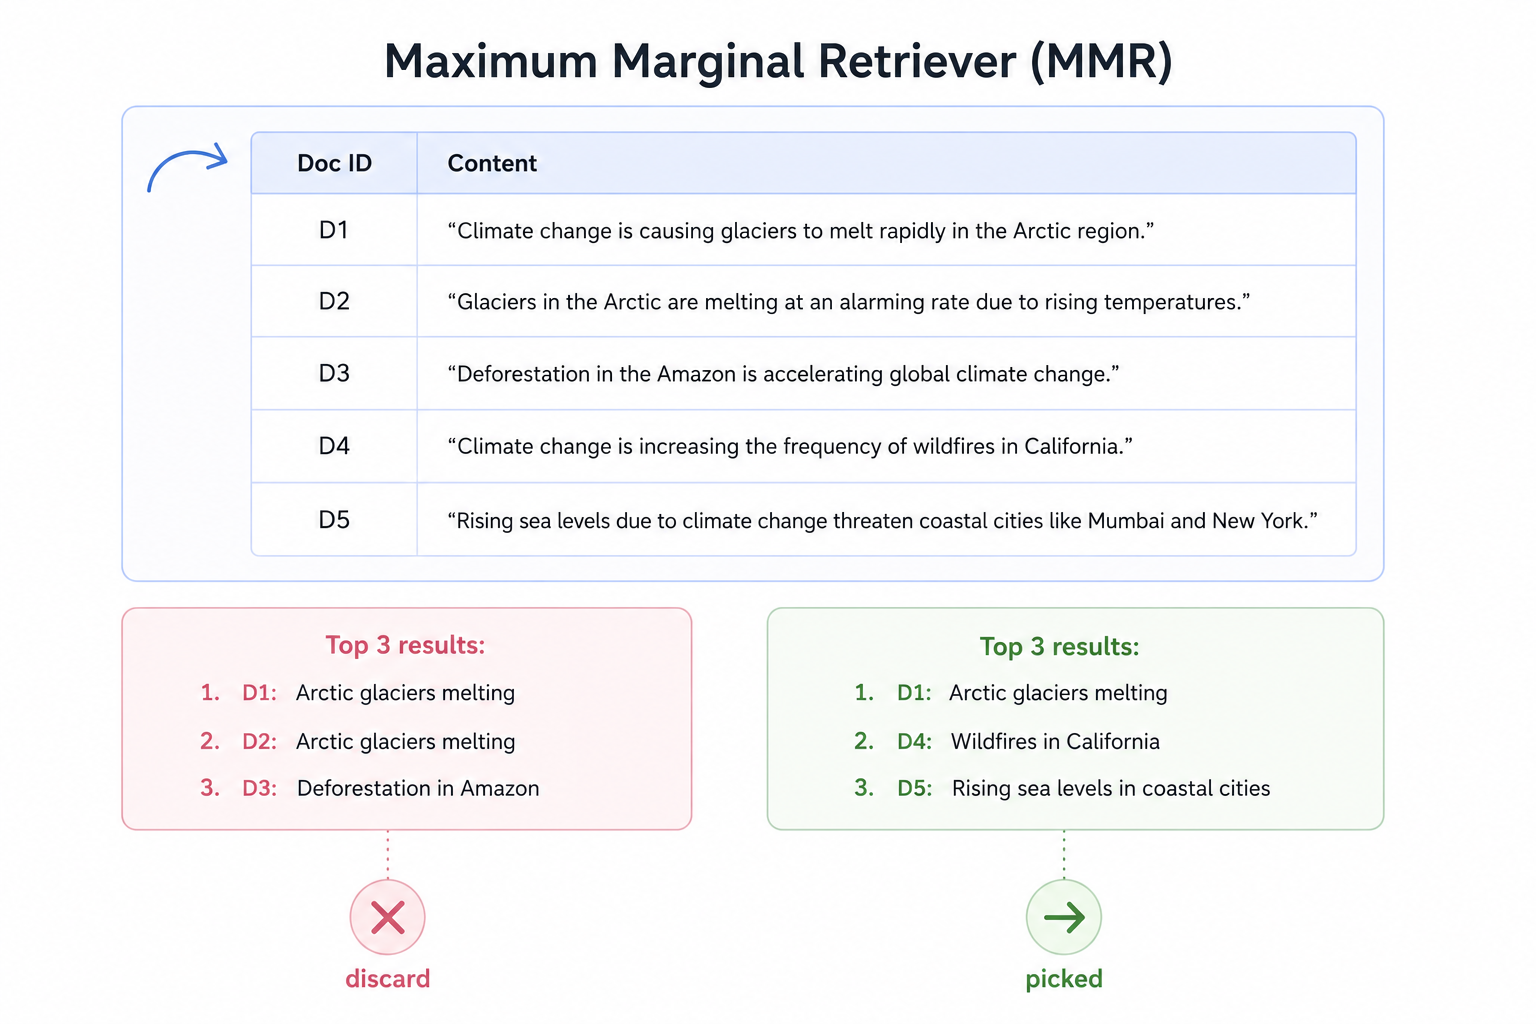 Maximum Marginal Retriever (MMR)
Doc ID Content
D1 “Climate change is causing glaciers to melt rapidly in the Arctic region.”
D2 “Glaciers in the Arctic are melting at an alarming rate due to rising temperatures.”
D3 “Deforestation in the Amazon is accelerating global climate change.”
D4 “Climate change is increasing the frequency of wildfires in California.”
D5 “Rising sea levels due to climate change threaten coastal cities like Mumbai and New York.”
Top 3 results:
1. D1: Arctic glaciers melting
2. D2: Arctic glaciers melting
3. D3: Deforestation in Amazon
discard
Top 3 results:
1. D1: Arctic glaciers melting
2. D4: Wildfires in California
3. D5: Rising sea levels in coastal cities
picked